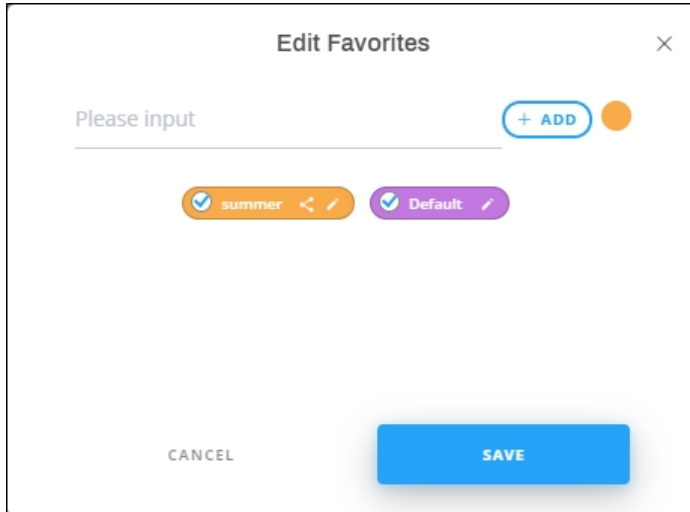 Edit Favorites
Please input
+ ADD
summer
Default
CANCEL
SAVE